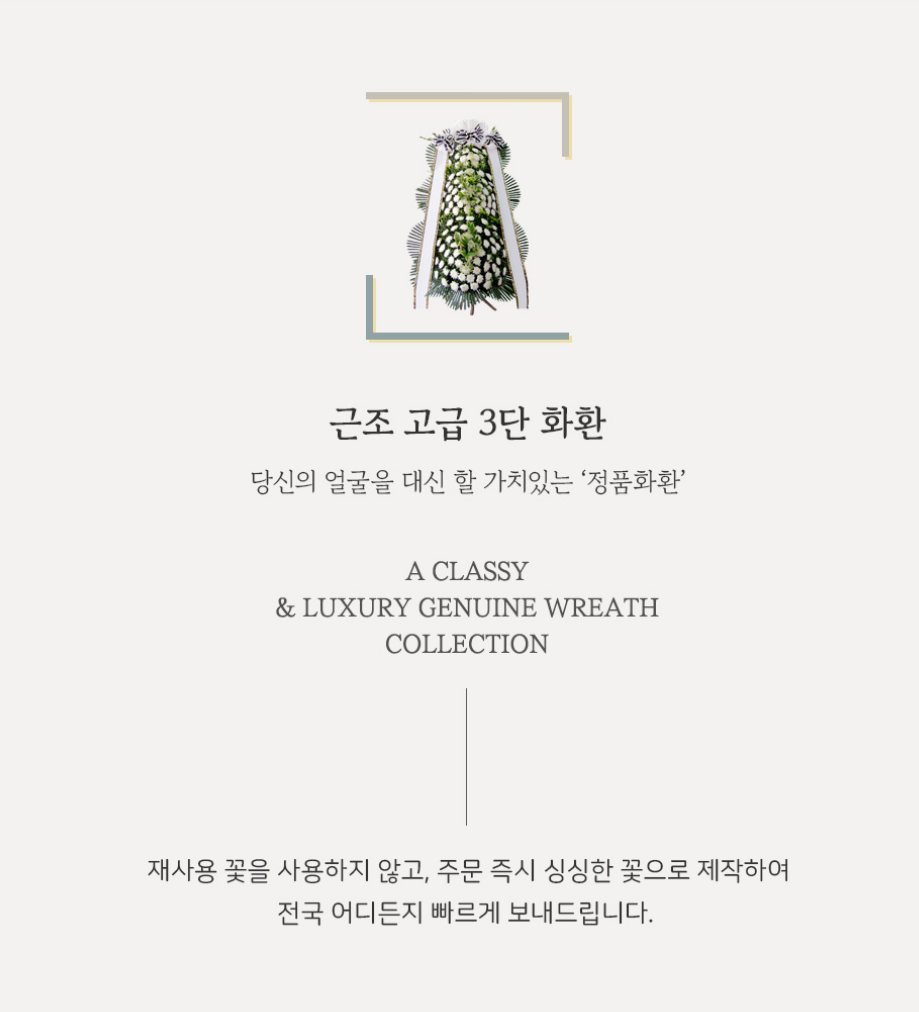 근조 고급 3단 화환
당신의 얼굴을 대신 할 가치있는 ‘정품화환’
A CLASSY
& LUXURY GENUINE WREATH
COLLECTION
재사용 꽃을 사용하지 않고, 주문 즉시 싱싱한 꽃으로 제작하여
전국 어디든지 빠르게 보내드립니다.